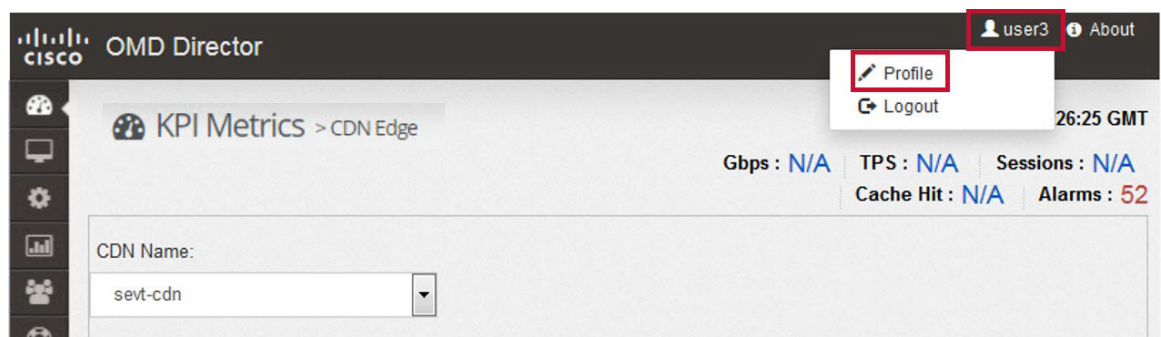 user3 About
CISCO OMD Director
Profile
Logout
KPI Metrics > CDN Edge
26:25 GMT
Gbps : N/A TPS : N/A Sessions : N/A
Cache Hit : N/A Alarms : 52
CDN Name:
sevt-cdn